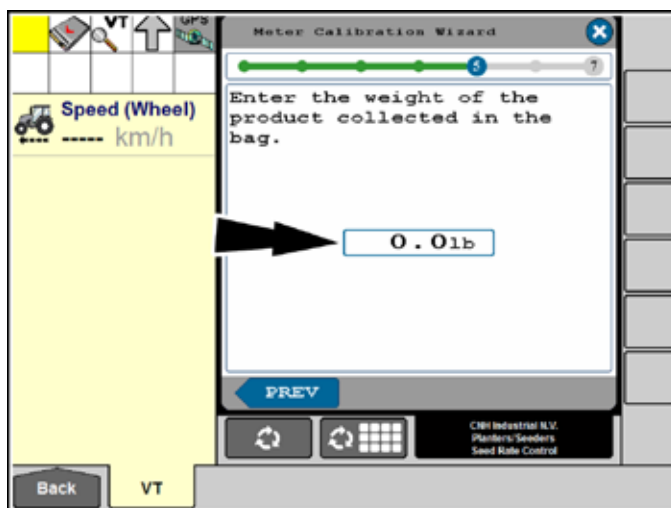 VT
GPS
Meter Calibration Wizard
5
7
Speed (Wheel)
----- km/h
Enter the weight of the
product collected in the
bag.
0.0lb
PREV
CNH Industrial N.V.
Planters/Seeders
Seed Rate Control
Back
VT